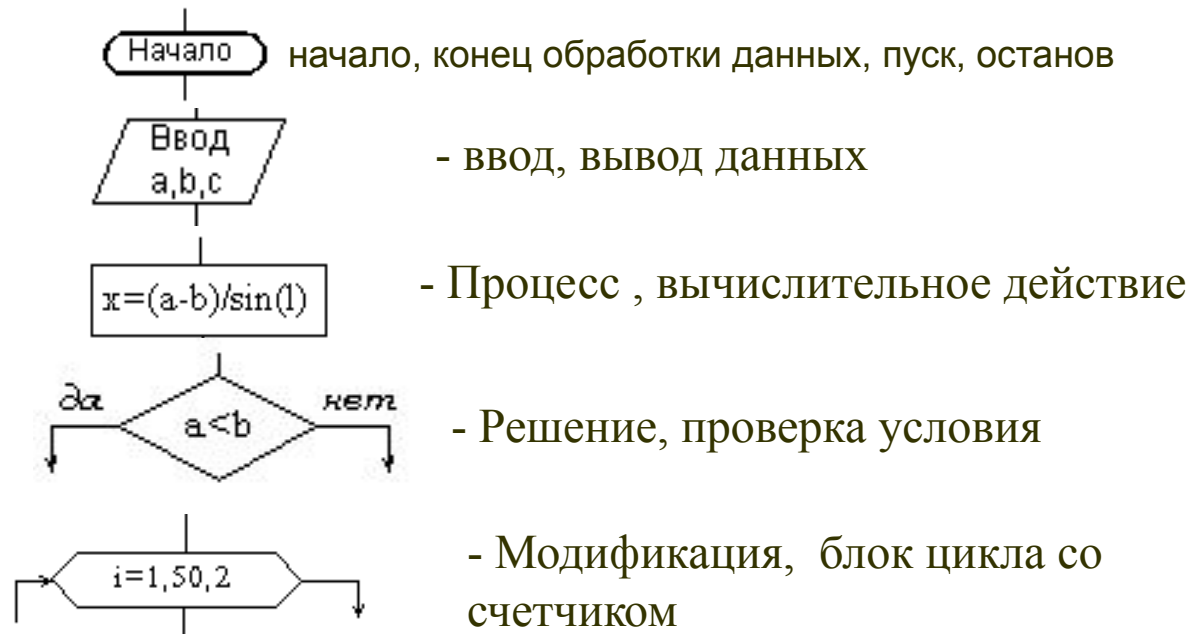 Начало
начало, конец обработки данных, пуск, останов
Ввод
a,b,c
- ввод, вывод данных
x=(a-b)/sin(l)
- Процесс , вычислительное действие
да
a<b
нет
- Решение, проверка условия
i=1,50,2
- Модификация, блок цикла со
счетчиком